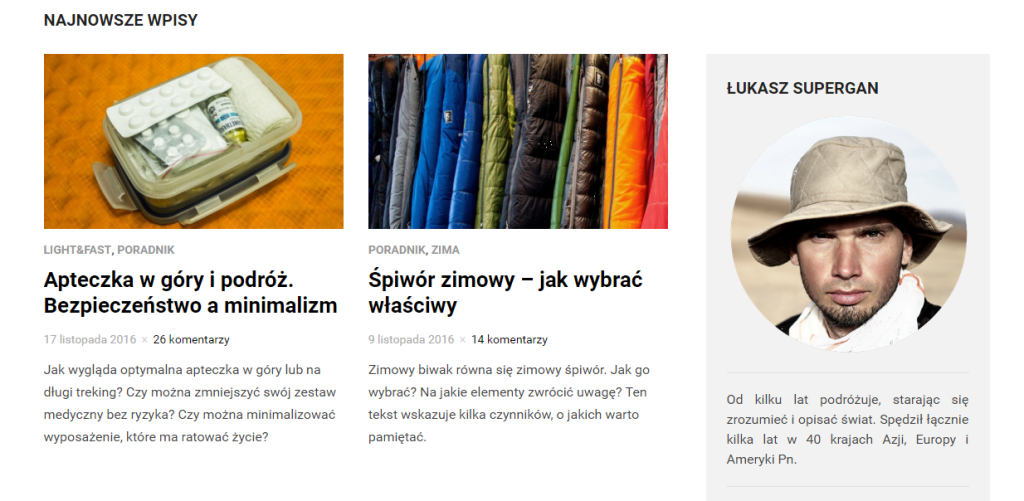 NAJNOWSZE WPISY
LIGHT&FAST, PORADNIK
Apteczka w góry i podróż.
Bezpieczeństwo a minimalizm
17 listopada 2016 × 26 komentarzy
Jak wygląda optymalna apteczka w góry lub na
długi treking? Czy można zmniejszyć swój zestaw
medyczny bez ryzyka? Czy można minimalizować
wyposażenie, które ma ratować życie?
PORADNIK, ZIMA
Śpiwór zimowy – jak wybrać
właściwy
9 listopada 2016 × 14 komentarzy
Zimowy biwak równa się zimowy śpiwór. Jak go
wybrać? Na jakie elementy zwrócić uwagę? Ten
tekst wskazuje kilka czynników, o jakich warto
pamiętać.
ŁUKASZ SUPERGAN
Od kilku lat podróżuje, starając się
zrozumieć i opisać świat. Spędził łącznie
kilka lat w 40 krajach Azji, Europy i
Ameryki Pn.